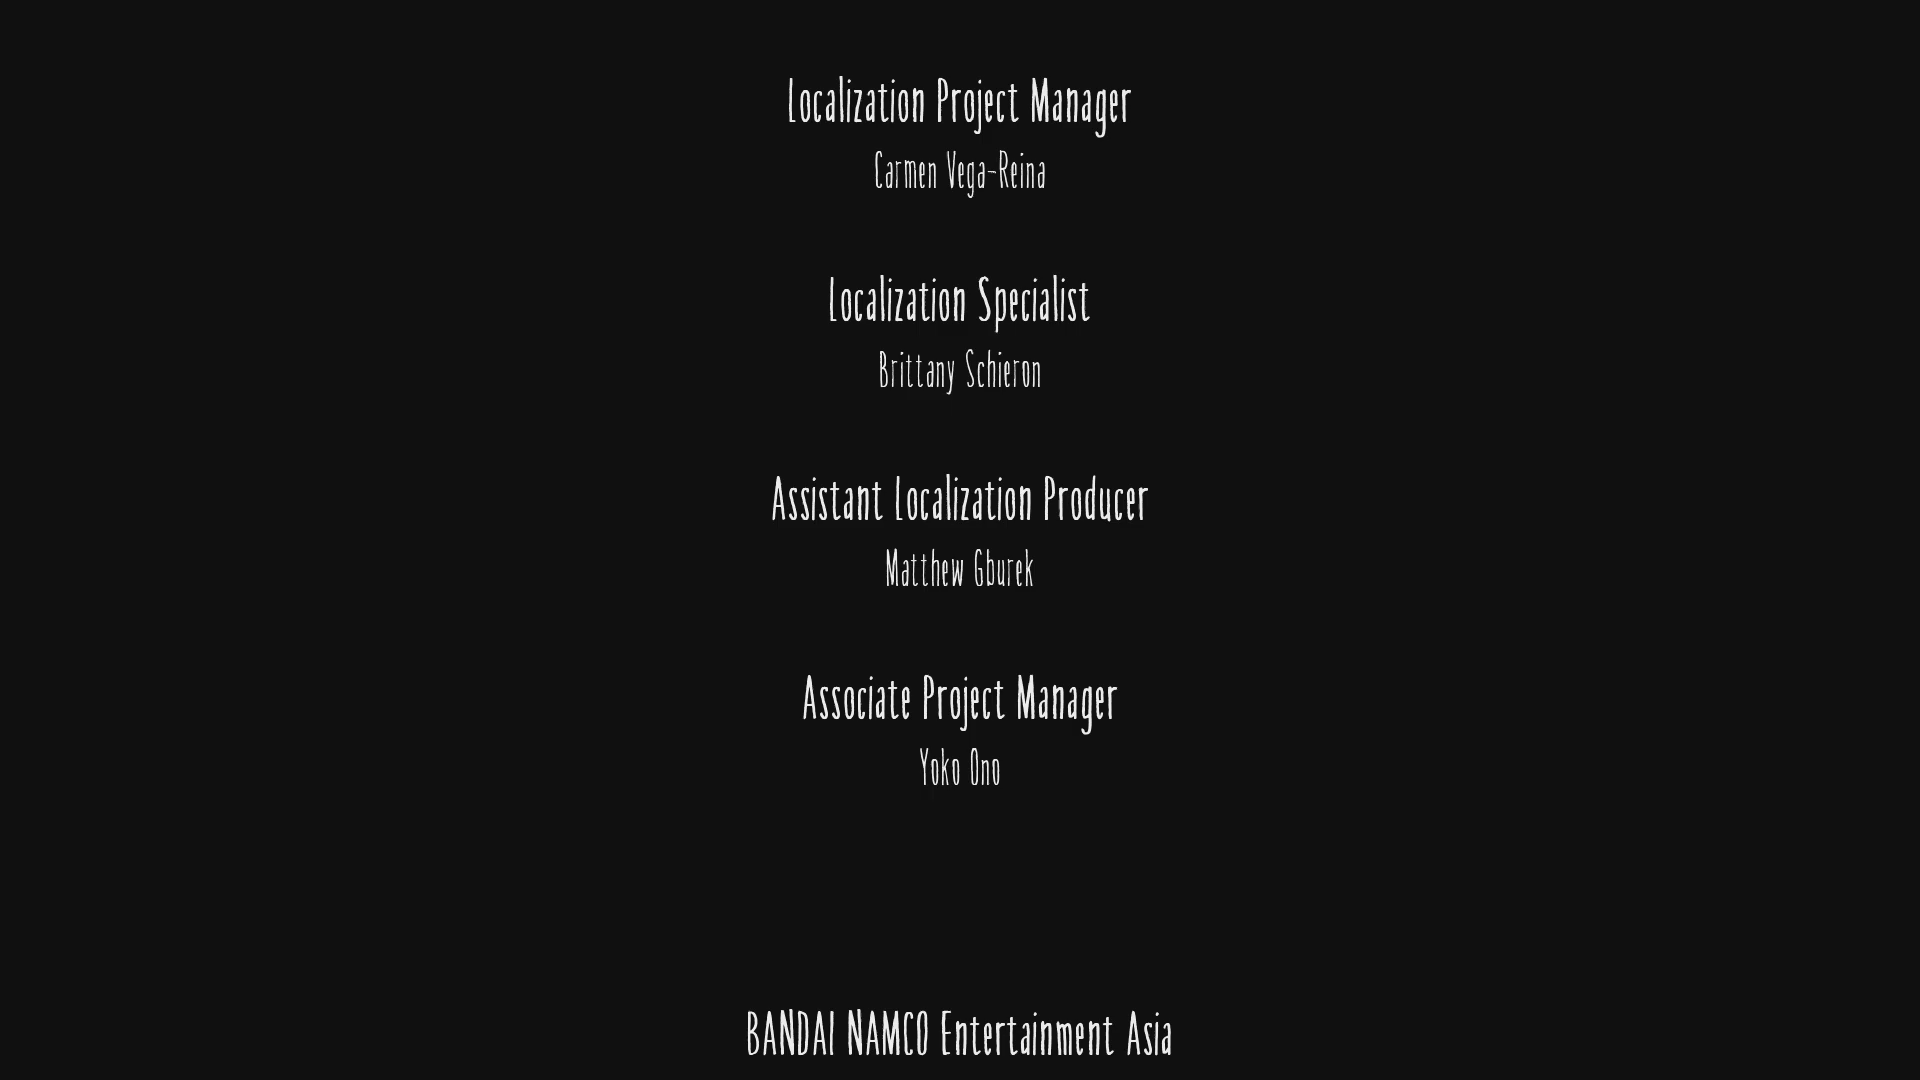 Localization Project Manager
Carmen Vega-Reina
Localization Specialist
Brittany Schieron
Assistant Localization Producer
Matthew Gburek
Associate Project Manager
Yoko Ono
BANDAI NAMCO Entertainment Asia